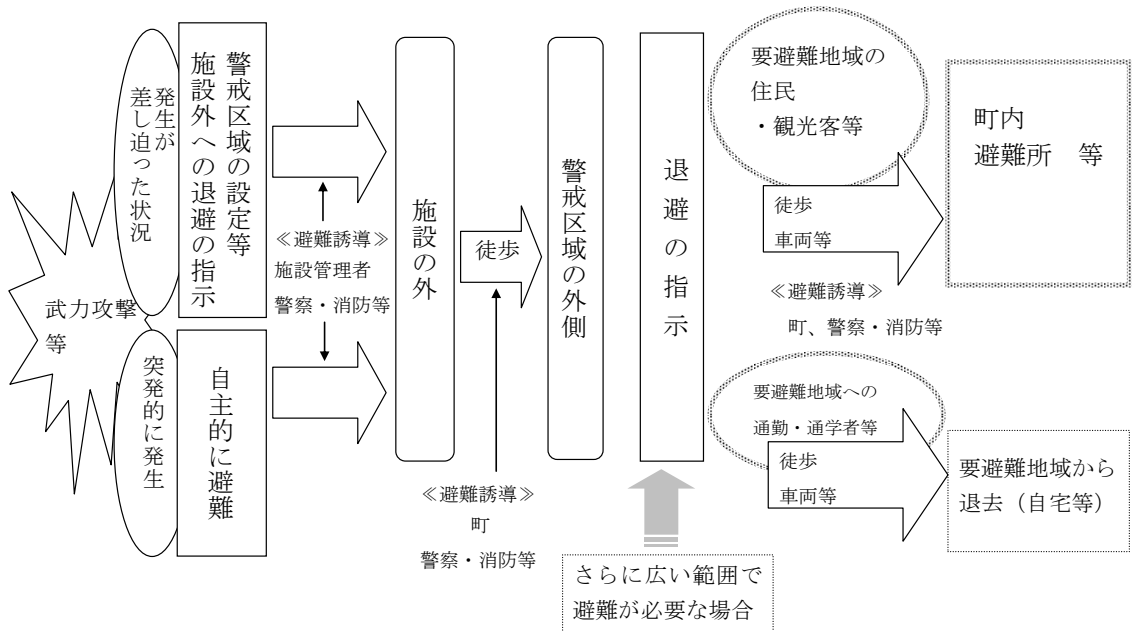 武力攻撃
等
発生が
差し迫った状況
警戒区域の設定等
施設外への退避の指示
突発的に発生
自主的に避難
≪避難誘導≫
施設管理者
警察・消防等
施設の外
徒歩
≪避難誘導≫
町
警察・消防等
警戒区域の外側
退避の指示
さらに広い範囲で
避難が必要な場合
要避難地域の
住民
・観光客等
徒歩
車両等
≪避難誘導≫
町、警察・消防等
町内
避難所 等
要避難地域への
通勤・通学者等
徒歩
車両等
要避難地域から
退去（自宅等）